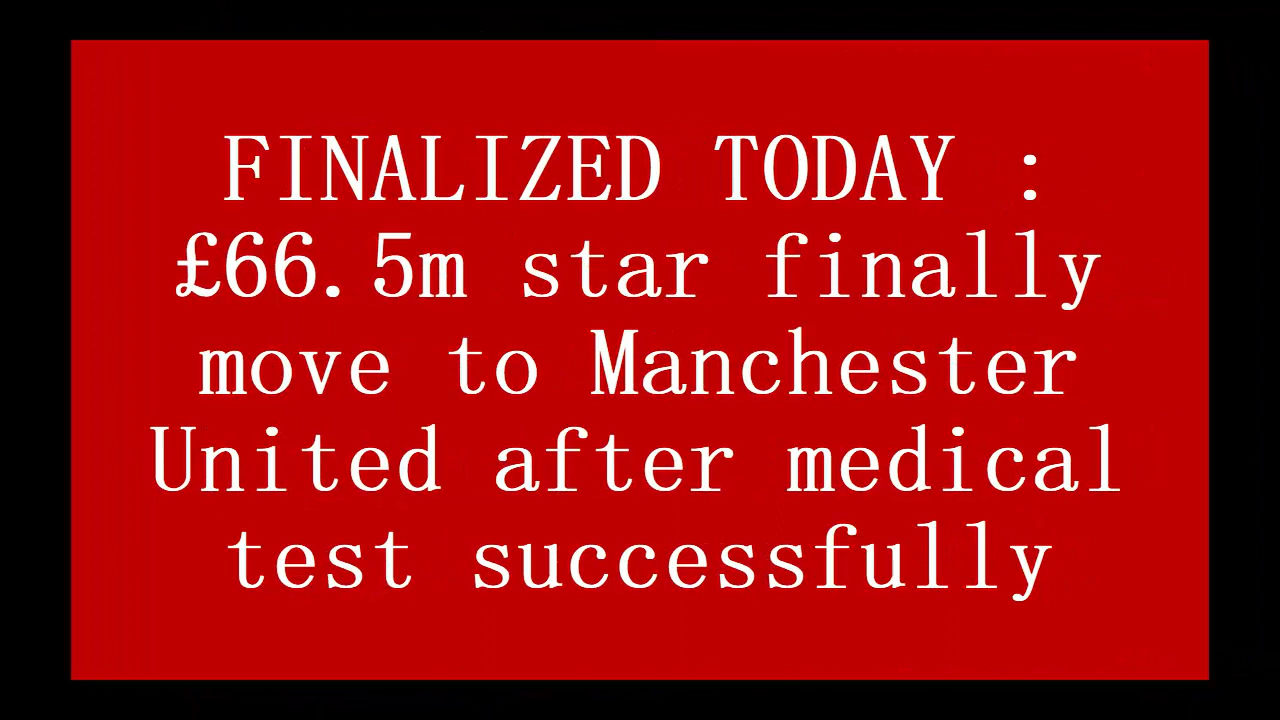 FINALIZED TODAY :
£66.5m star finally
move to Manchester
United after medical
test successfully